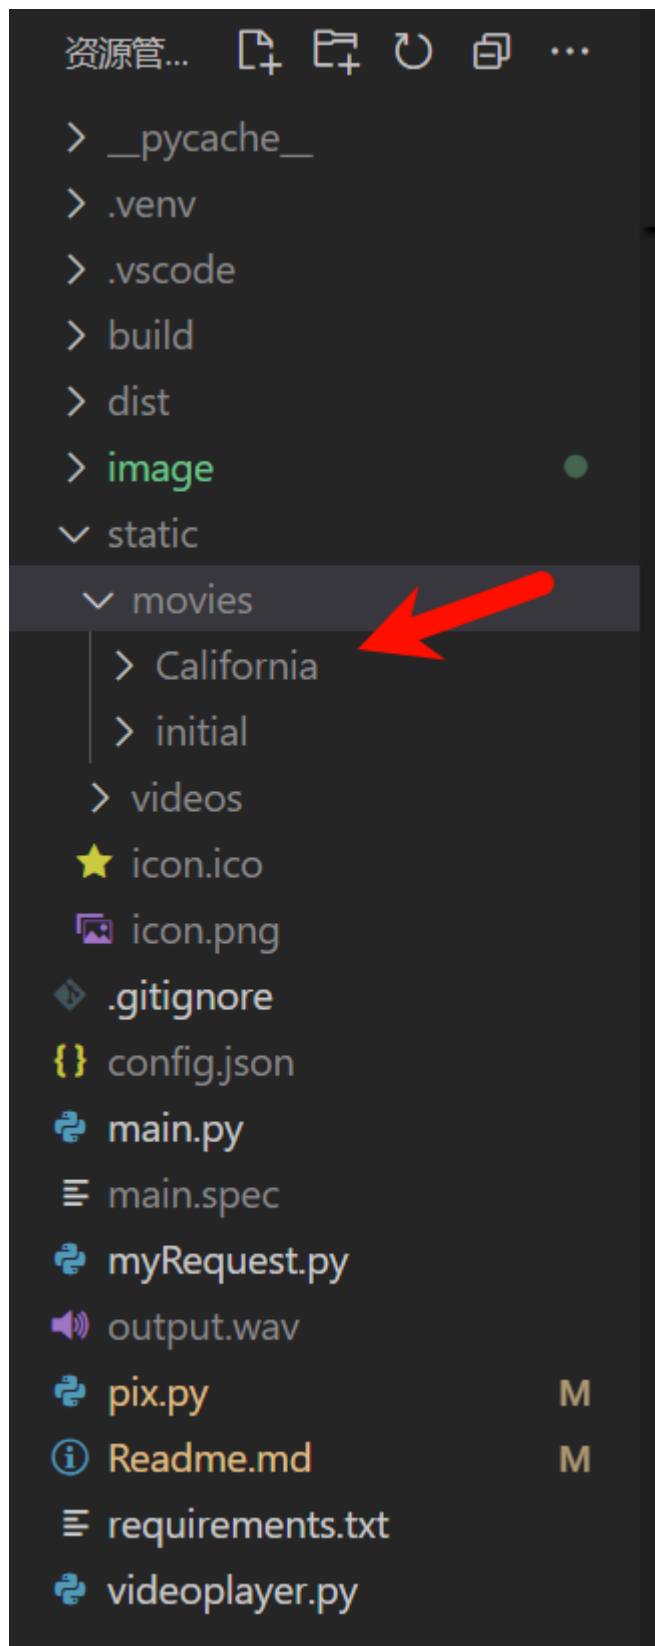 资源管...
__pycache__
.venv
.vscode
build
dist
image
static
movies
California
initial
videos
icon.ico
icon.png
.gitignore
config.json
main.py
main.spec
myRequest.py
output.wav
pix.py M
Readme.md M
requirements.txt
videoplayer.py